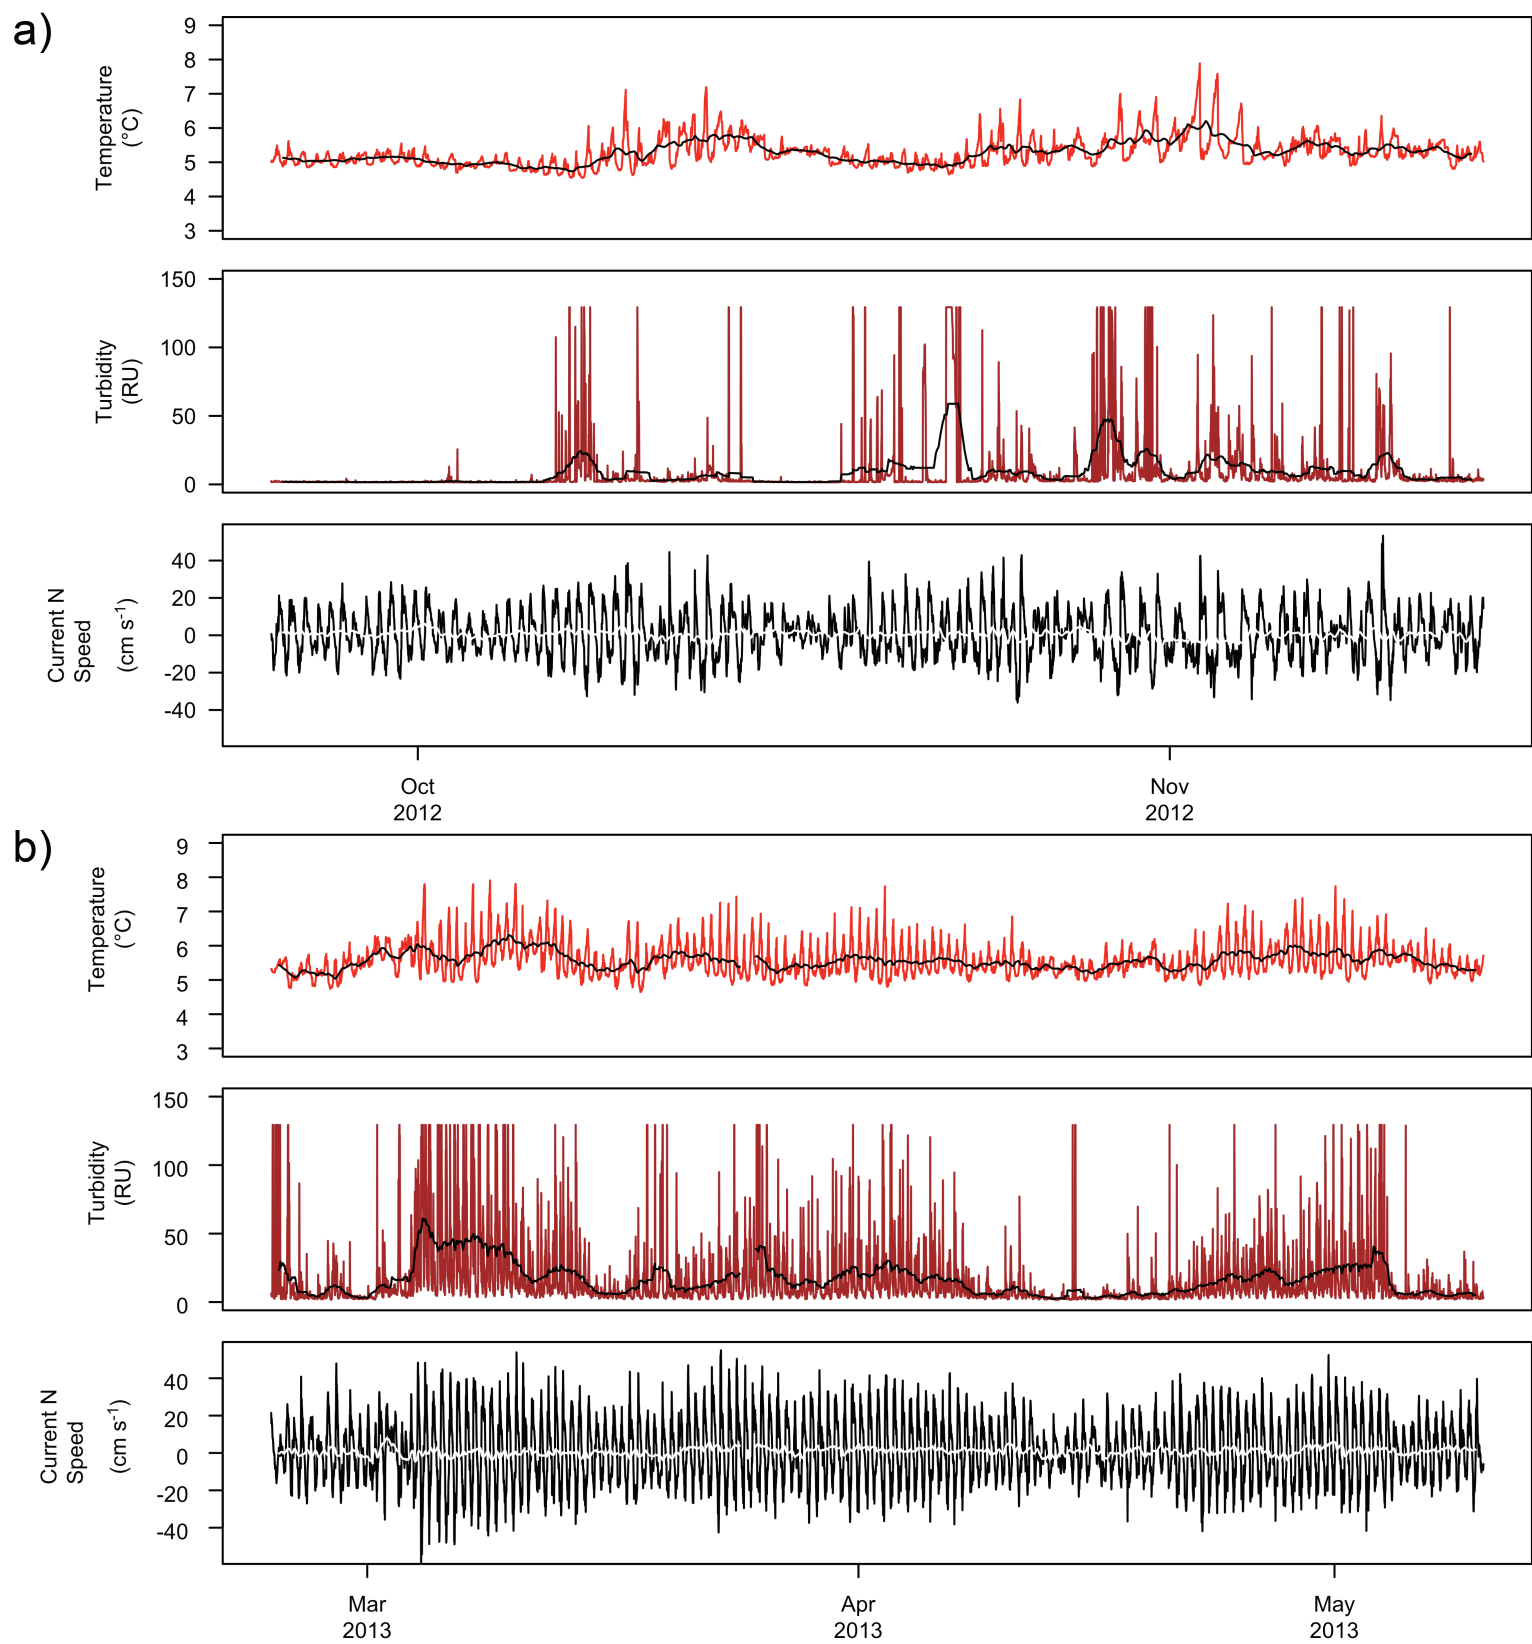 a)
Temperature
(°C)
9
8
7
6
5
4
3
Turbidity
(RU)
150
100
50
0
Current N
Speed
(cm s-1)
40
20
0
-20
-40
Oct
2012
Nov
2012
b)
Temperature
(°C)
9
8
7
6
5
4
3
Turbidity
(RU)
150
100
50
0
Current N
Speed
(cm s-1)
40
20
0
-20
-40
Mar
2013
Apr
2013
May
2013